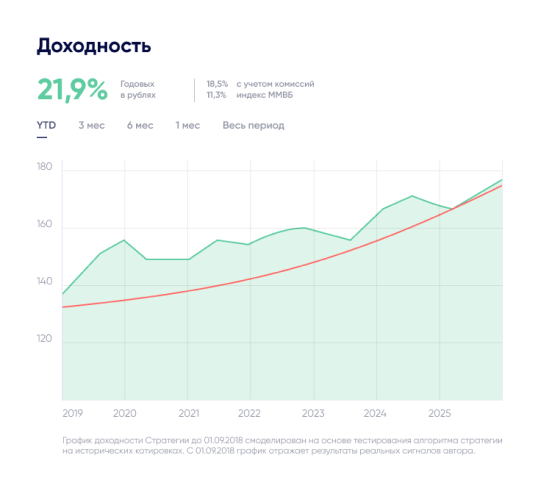 Доходность
21,9%
Годовых
в рублях
18,5% с учетом комиссий
11,3% индекс ММВБ
YTD 3 мес 6 мес 1 мес Весь период
180
160
140
120
2019 2020 2021 2022 2023 2024 2025
График доходности Стратегии до 01.09.2018 смоделирован на основе тестирования алгоритма стратегии
на исторических котировках. С 01.09.2018 график отражает результаты реальных сигналов автора.